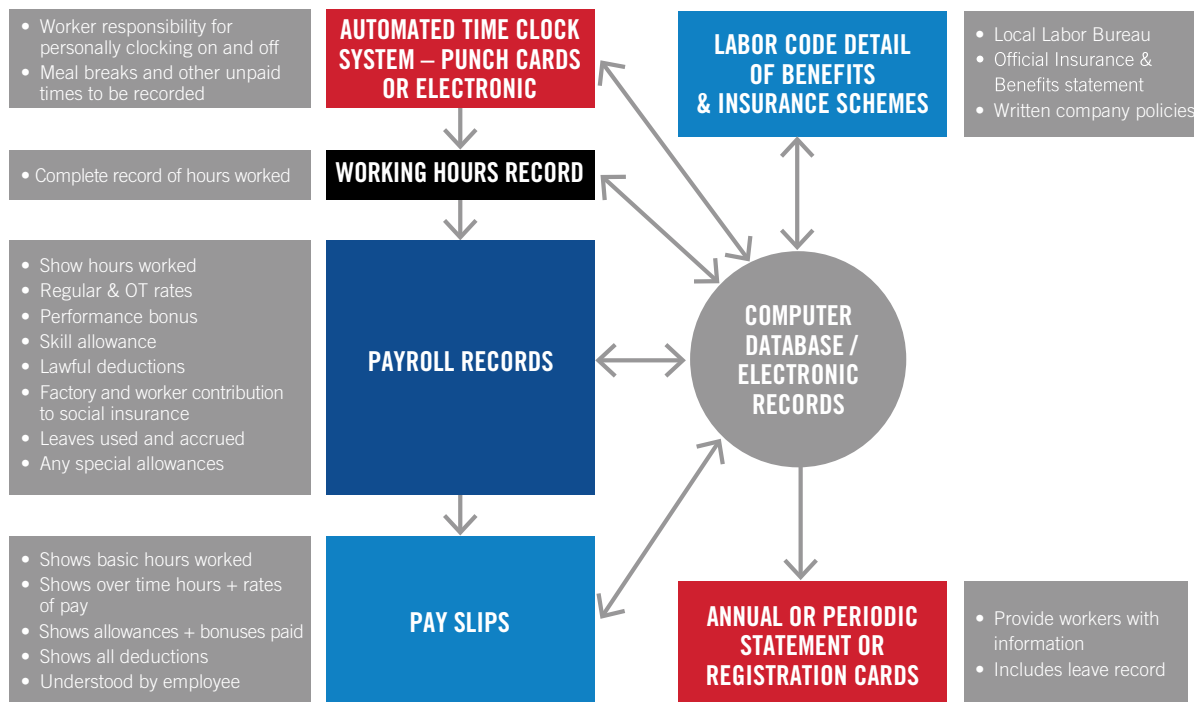 • Worker responsibility for
personally clocking on and off
• Meal breaks and other unpaid
times to be recorded
AUTOMATED TIME CLOCK
SYSTEM – PUNCH CARDS
OR ELECTRONIC
LABOR CODE DETAIL
OF BENEFITS
& INSURANCE SCHEMES
• Local Labor Bureau
• Official Insurance &
Benefits statement
• Written company policies
• Complete record of hours worked
WORKING HOURS RECORD
• Show hours worked
• Regular & OT rates
• Performance bonus
• Skill allowance
• Lawful deductions
• Factory and worker contribution
to social insurance
• Leaves used and accrued
• Any special allowances
PAYROLL RECORDS
COMPUTER
DATABASE /
ELECTRONIC
RECORDS
• Shows basic hours worked
• Shows over time hours + rates
of pay
• Shows allowances + bonuses paid
• Shows all deductions
• Understood by employee
PAY SLIPS
ANNUAL OR PERIODIC
STATEMENT OR
REGISTRATION CARDS
• Provide workers with
information
• Includes leave record